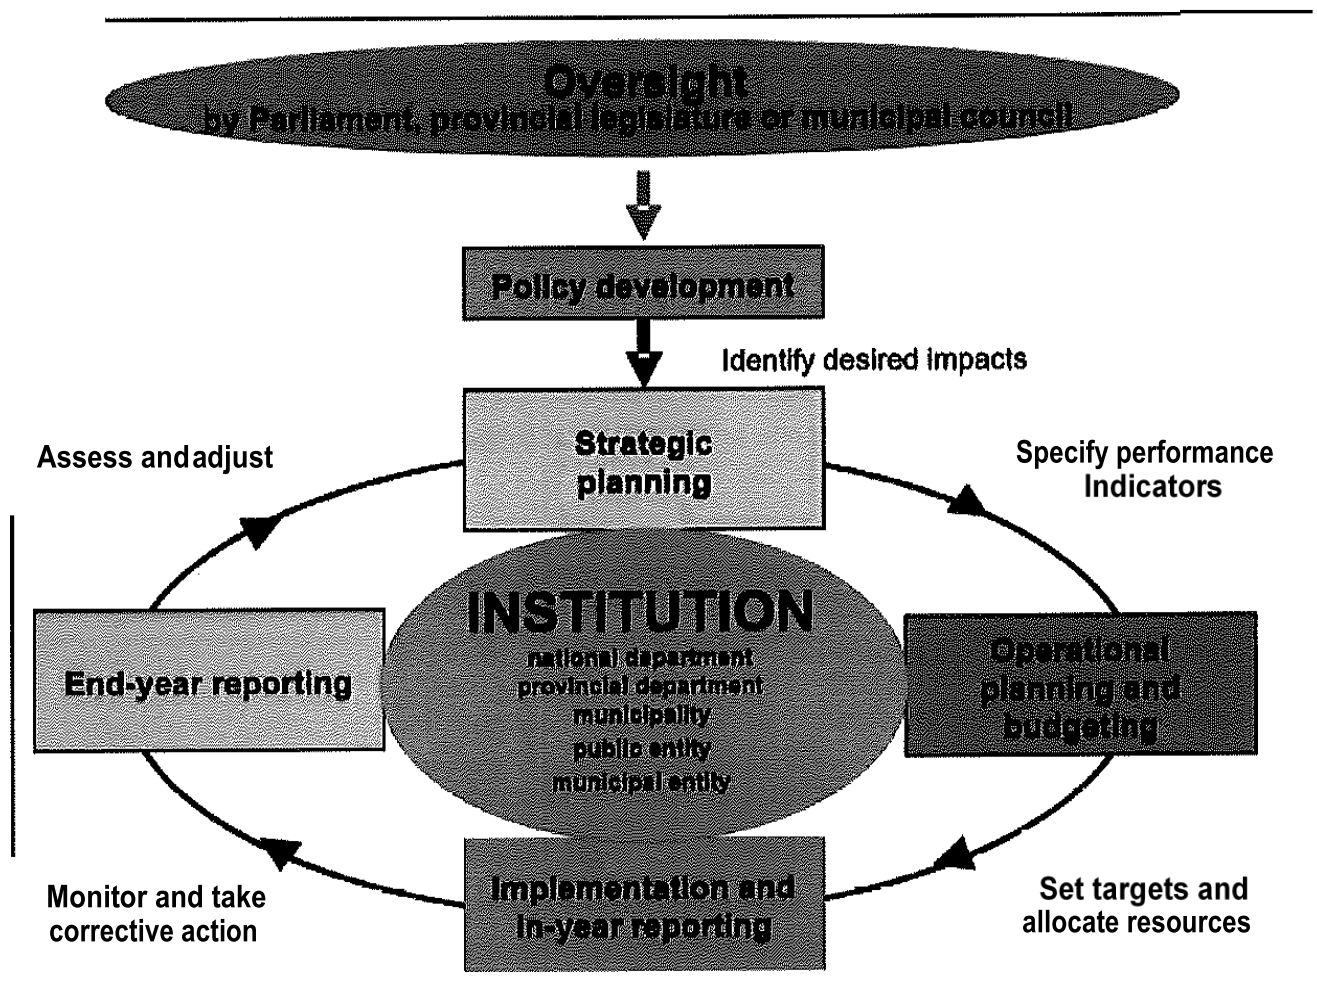 Oversight
by Parliament, provincial legislature or municipal council
Policy development
Identify desired impacts
Strategic
planning
Assess and adjust
Specify performance
Indicators
INSTITUTION
national department
provincial department
municipality
public entity
municipal entity
End-year reporting
Operational
planning and
budgeting
Implementation and
in-year reporting
Monitor and take
corrective action
Set targets and
allocate resources